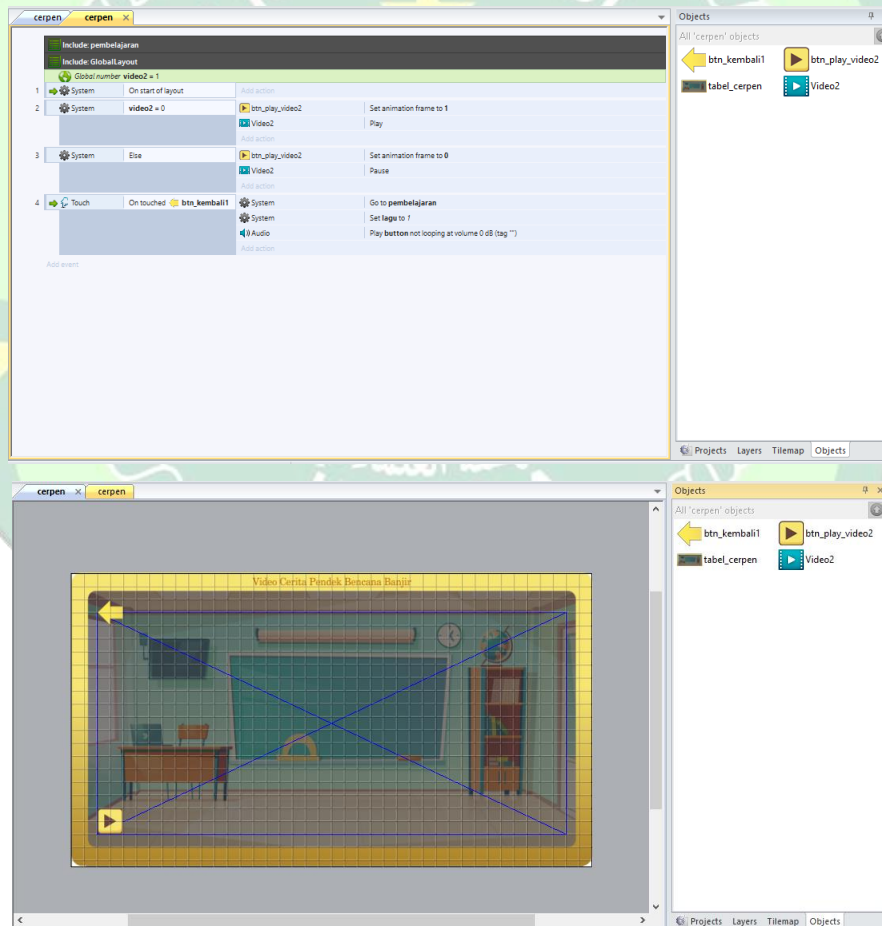 cerpen cerpen × Objects
All 'cerpen' objects
Include: pembelajaran
Include: GlobalLayout
Global number video2 = 1
btn_kembali1 btn_play_video2
tabel_cerpen Video2
1 System On start of layout Add action
2 System video2 = 0 btn_play_video2 Set animation frame to 1
Video2 Play
Add action
3 System Else btn_play_video2 Set animation frame to 0
Video2 Pause
Add action
4 Touch On touched btn_kembali1 System Go to pembelajaran
System Set lagu to 1
Audio Play button not looping at volume 0 dB (tag "")
Add action
Add event
Projects Layers Tilemap Objects
cerpen × cerpen Objects
All 'cerpen' objects
btn_kembali1 btn_play_video2
tabel_cerpen Video2
Video Cerita Pendek Bencana Banjir
Projects Layers Tilemap Objects